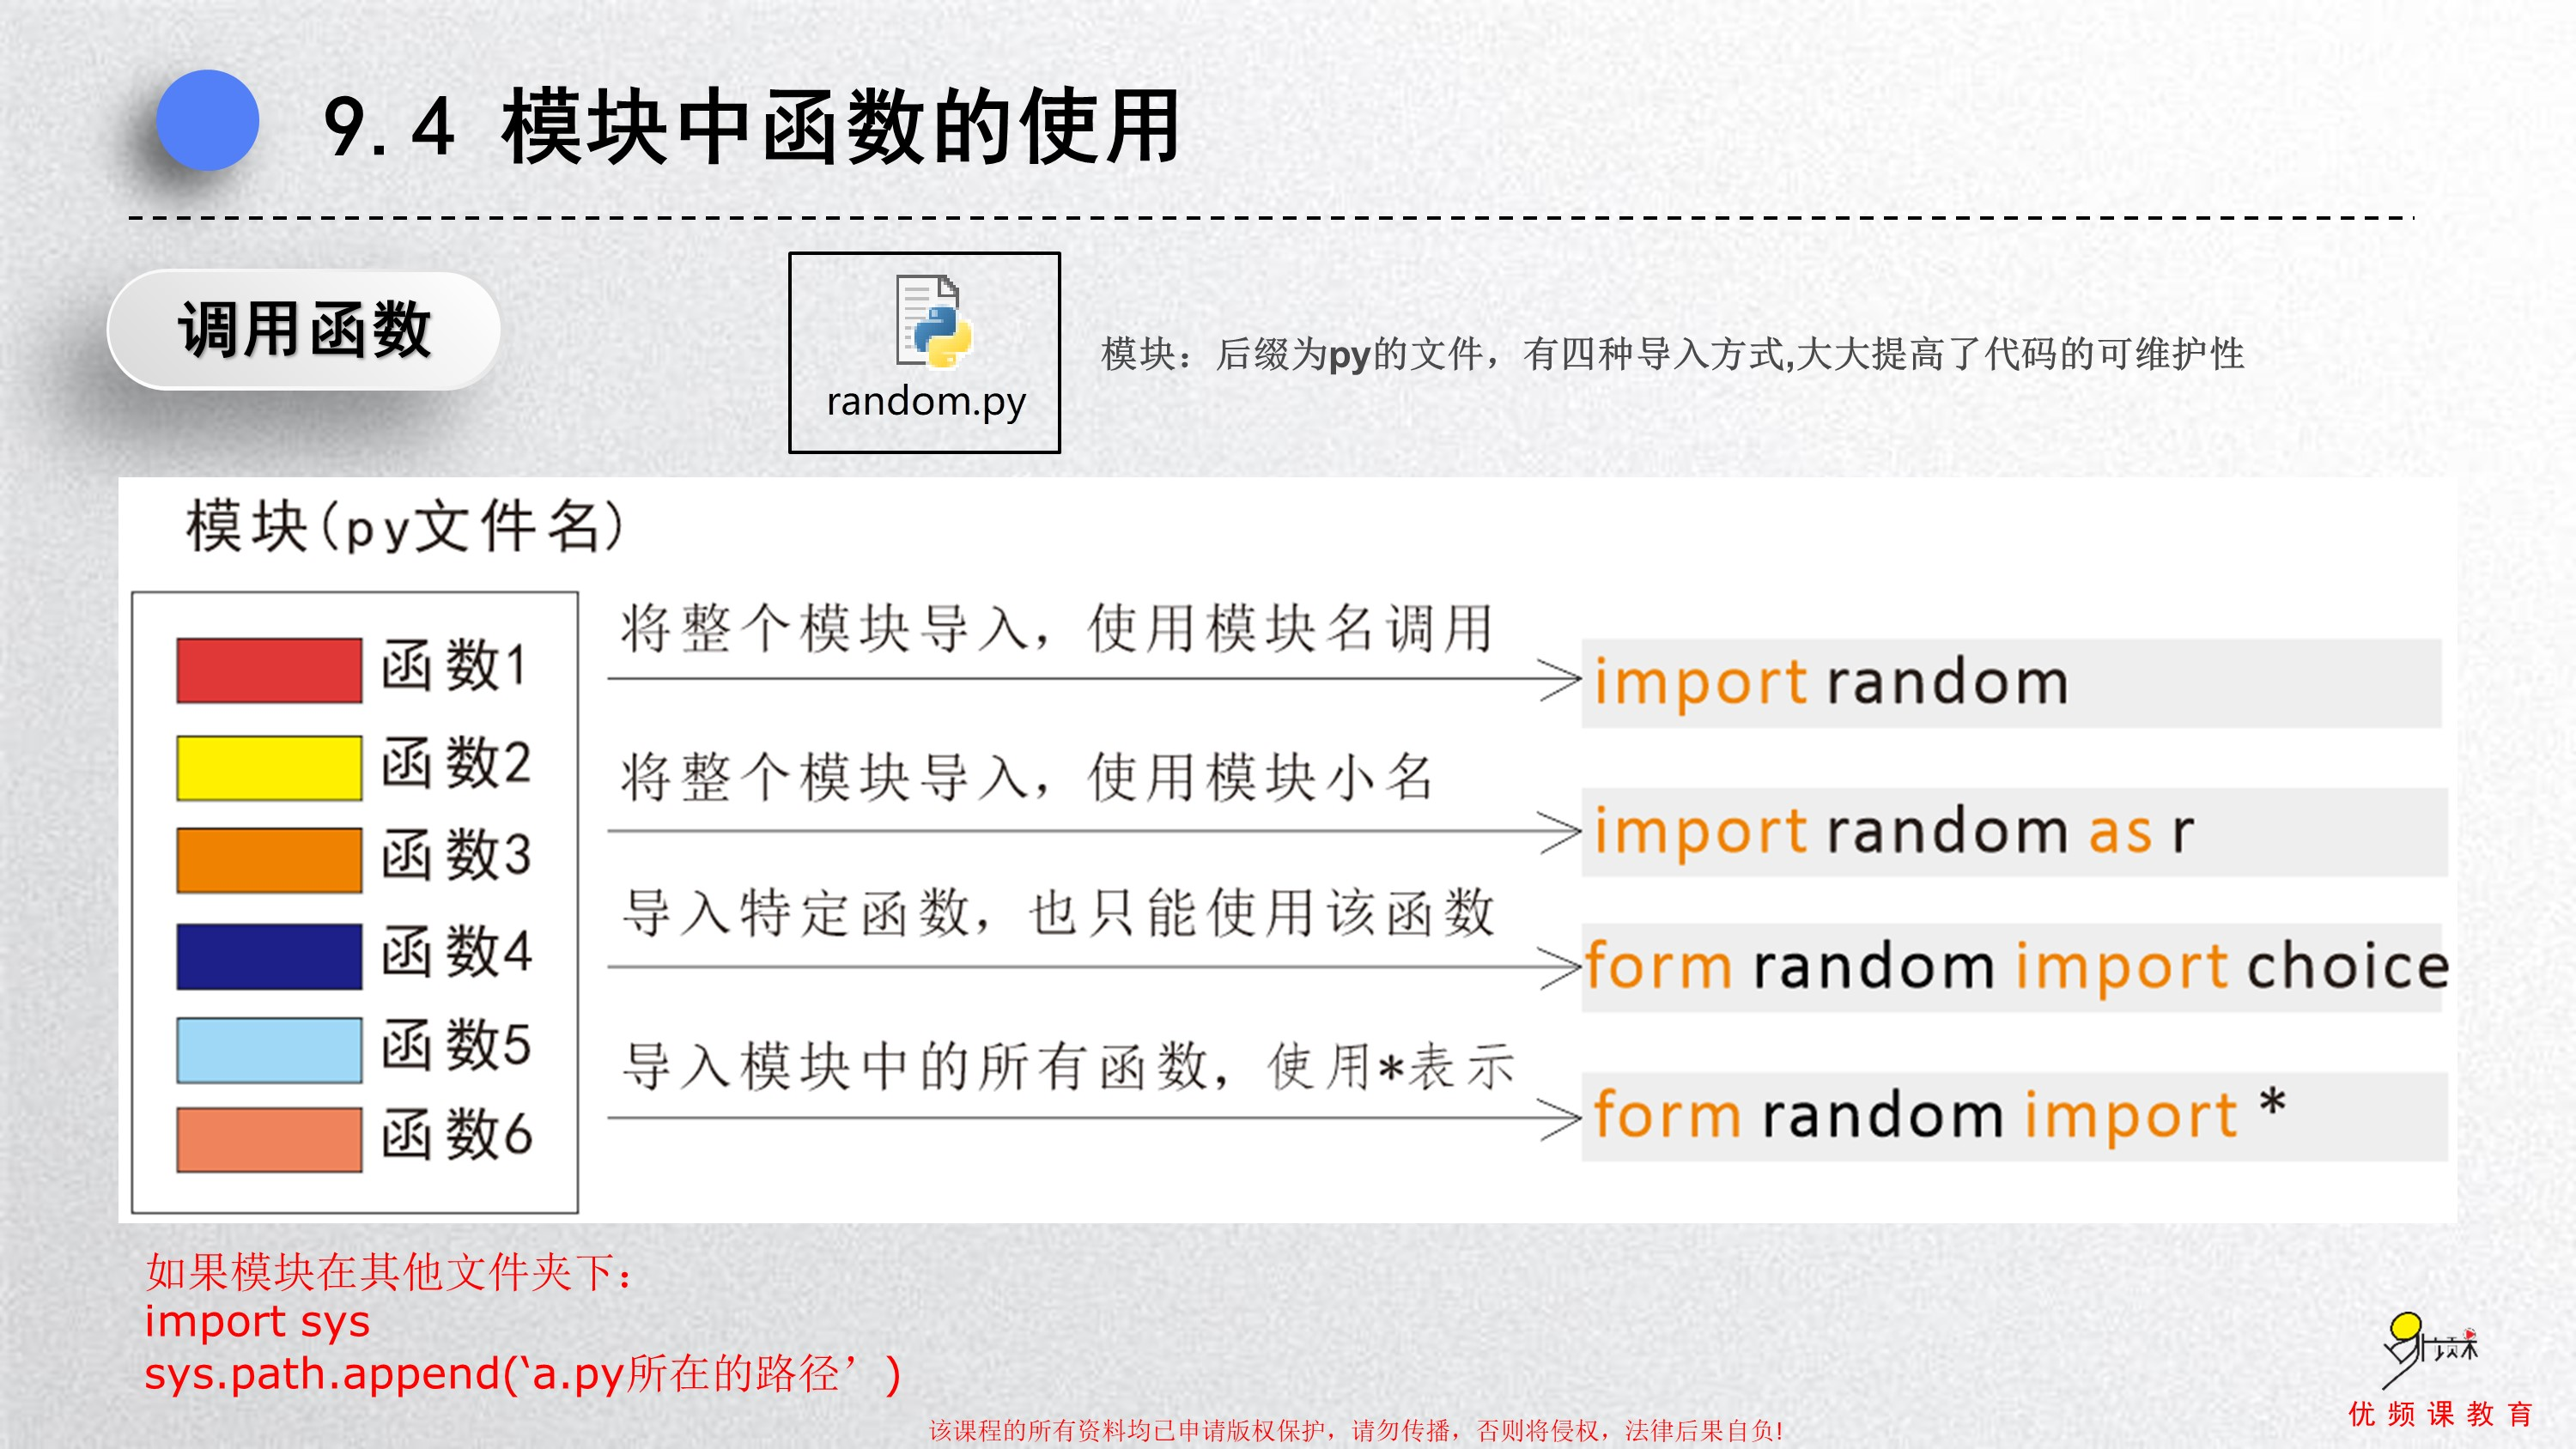 9.4 模块中函数的使用
调用函数
random.py
模块：后缀为py的文件，有四种导入方式,大大提高了代码的可维护性
模块(py文件名)
函数1
函数2
函数3
函数4
函数5
函数6
将整个模块导入，使用模块名调用
import random
将整个模块导入，使用模块小名
import random as r
导入特定函数，也只能使用该函数
form random import choice
导入模块中的所有函数，使用*表示
form random import *
如果模块在其他文件夹下：
import sys
sys.path.append(‘a.py所在的路径’)
优频课教育
该课程的所有资料均已申请版权保护，请勿传播，否则将侵权，法律后果自负!